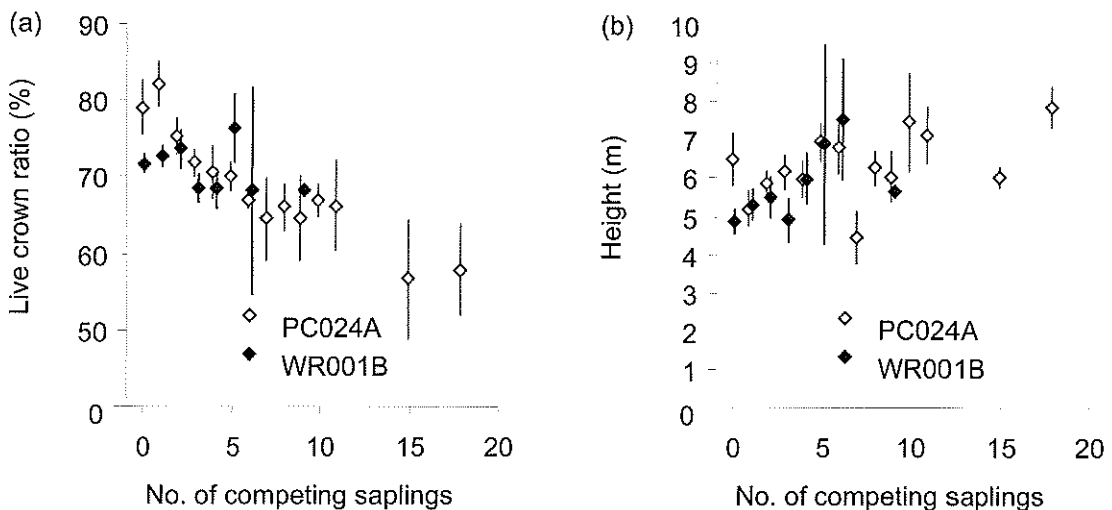 (a)
Live crown ratio (%)
90
80
70
60
50
0
PC024A
WR001B
0 5 10 15 20
No. of competing saplings
(b)
Height (m)
10
9
8
7
6
5
4
3
2
1
0
PC024A
WR001B
0 5 10 15 20
No. of competing saplings